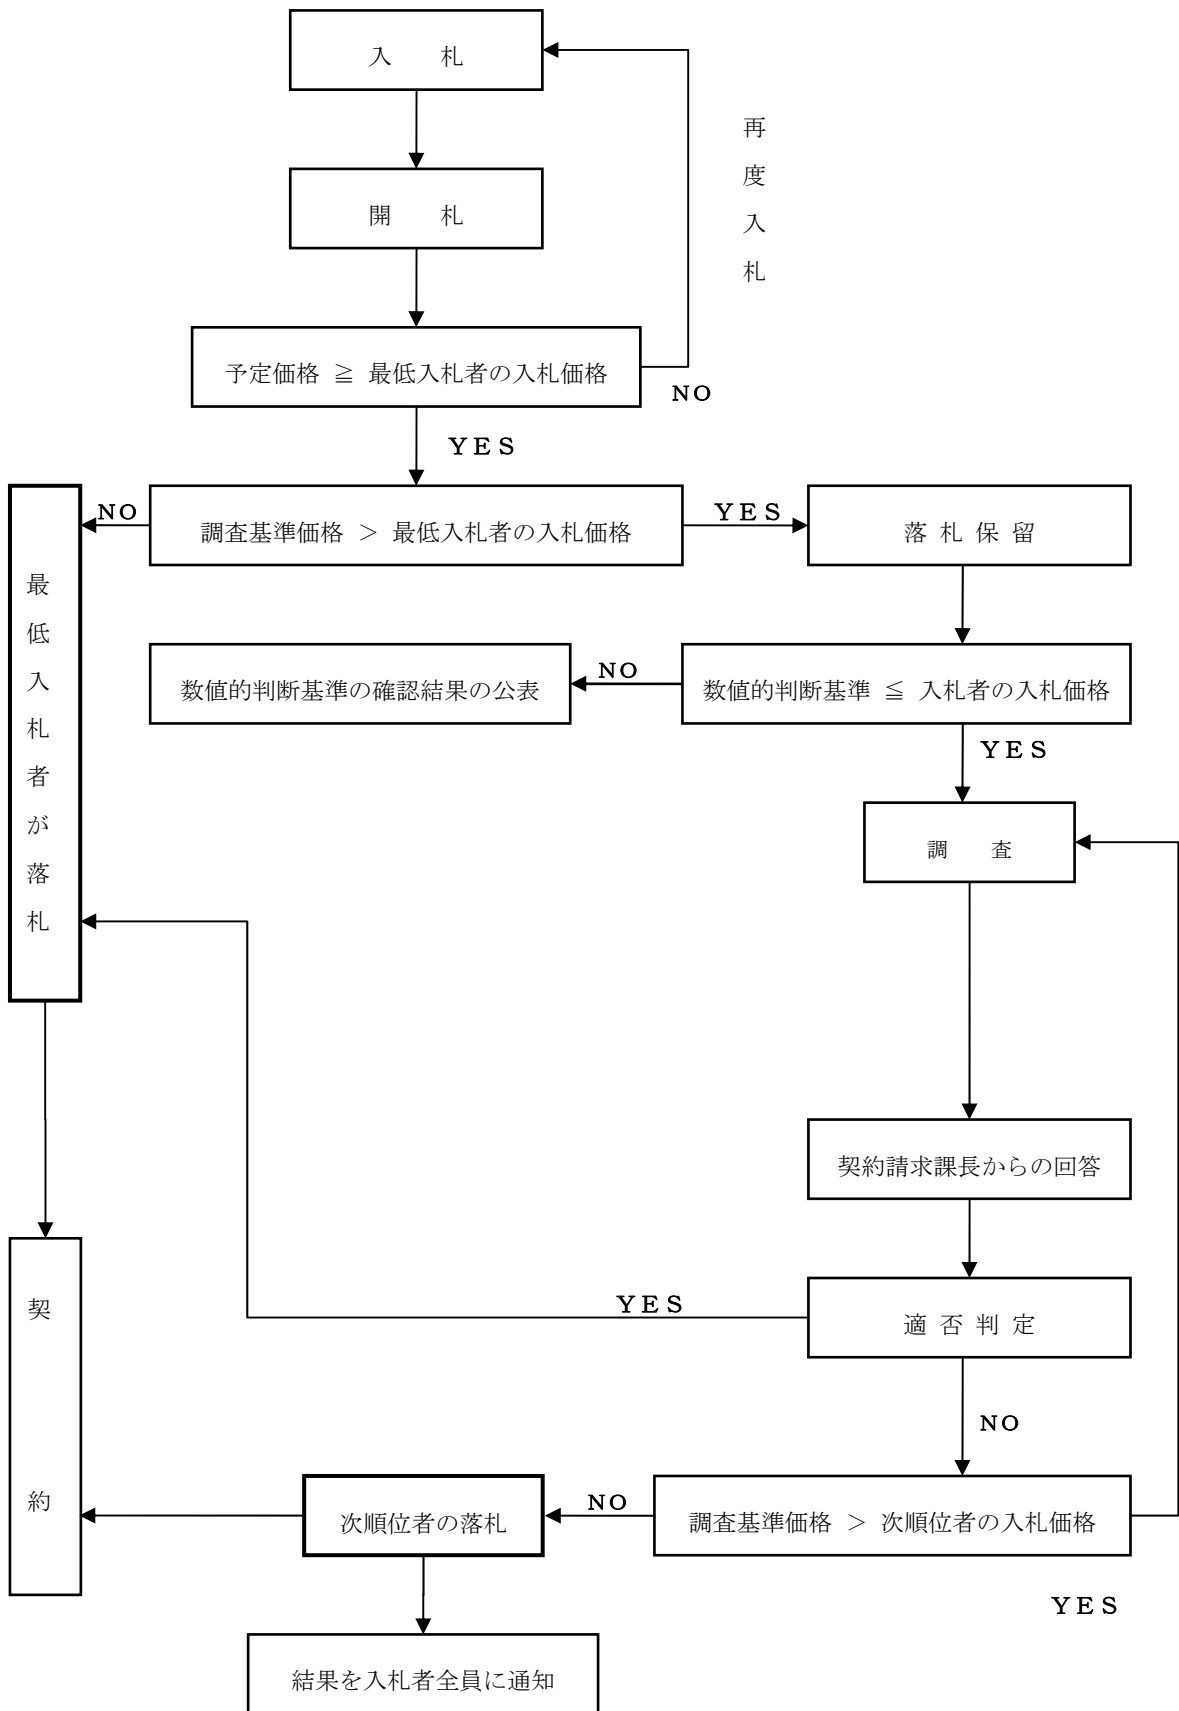 入　札
再度入札
開　札
予定価格 ≧ 最低入札者の入札価格
NO
YES
NO
調査基準価格 ＞ 最低入札者の入札価格
YES
落 札 保 留
最低入札者が落札
数値的判断基準の確認結果の公表
NO
数値的判断基準 ≦ 入札者の入札価格
YES
調　査
契約請求課長からの回答
YES
適 否 判 定
NO
契　約
次順位者の落札
NO
調査基準価格 ＞ 次順位者の入札価格
YES
結果を入札者全員に通知